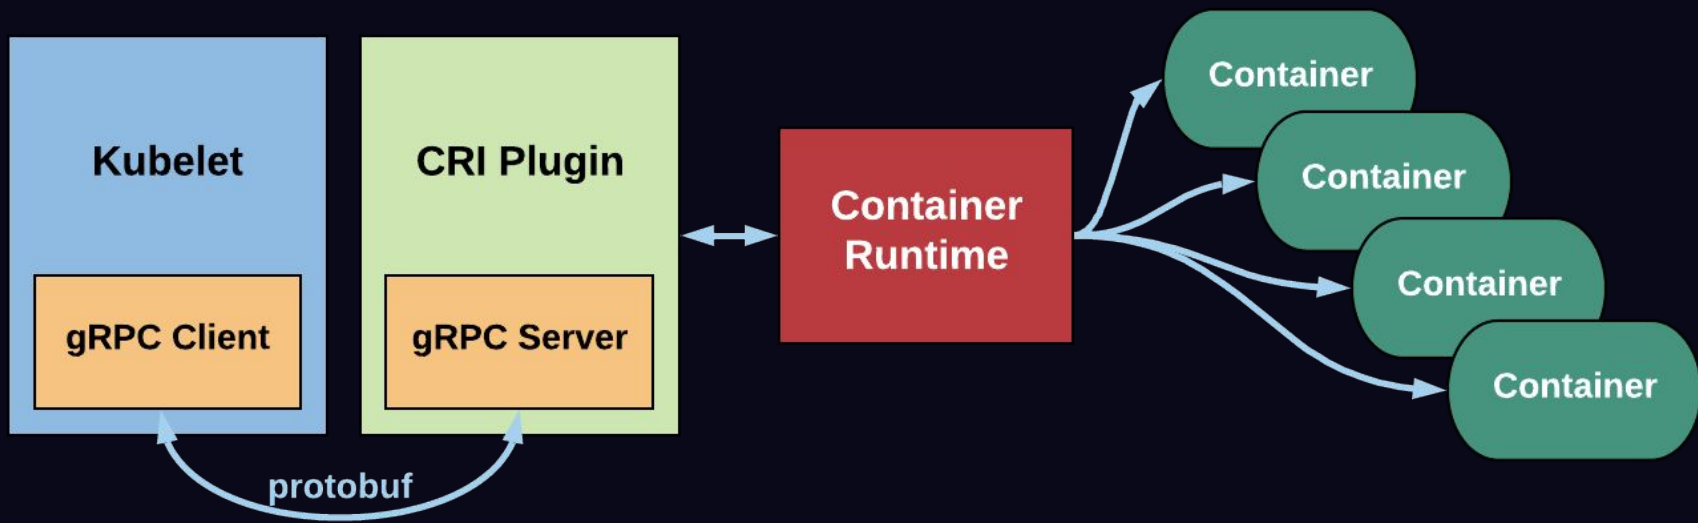 Kubelet
gRPC Client
CRI Plugin
gRPC Server
protobuf
Container
Runtime
Container
Container
Container
Container